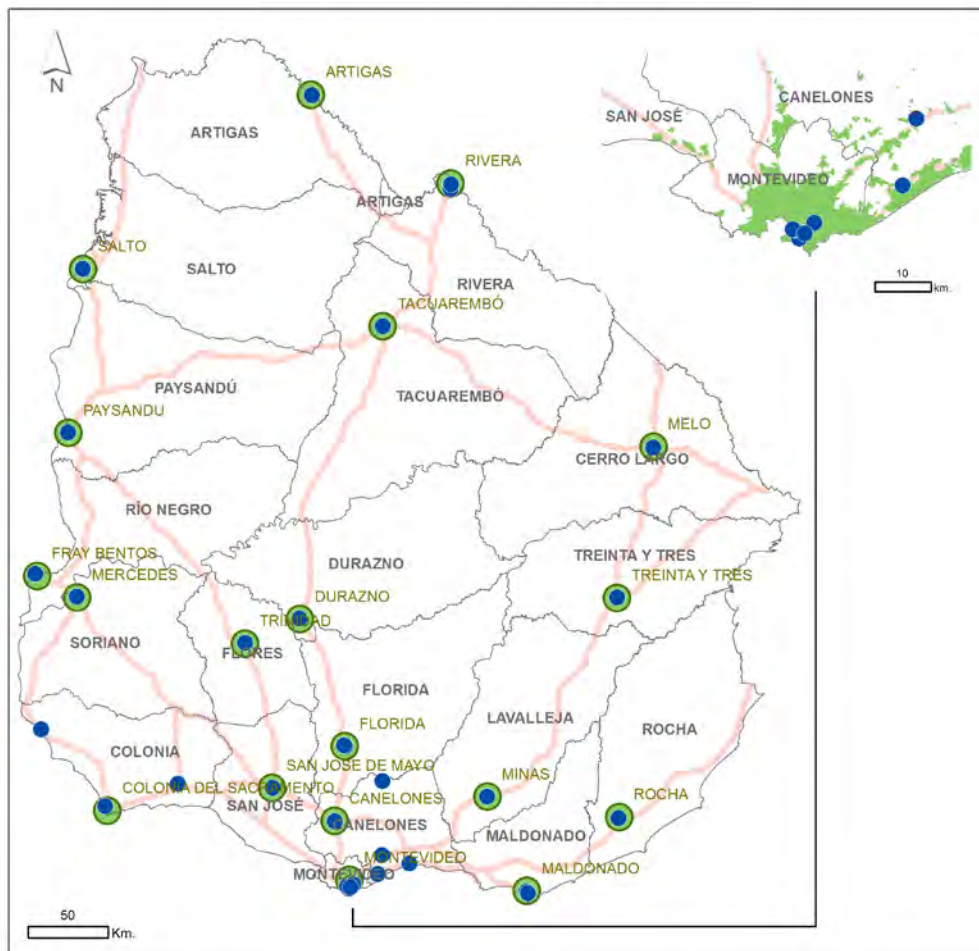 N
ARTIGAS
ARTIGAS
CANELONES
SAN JOSÉ
MONTEVIDEO
10
km.
RIVERA
ARTIGAS
SALTO
SALTO
RIVERA
TACUAREMBÓ
PAYSANDÚ
TACUAREMBÓ
PAYSANDU
MELO
CERRO LARGO
RÍO NEGRO
FRAY BENTOS
DURAZNO
TREINTA Y TRES
MERCEDES
TREINTA Y TRES
DURAZNO
TRINIDAD
SORIANO
FLORES
FLORIDA
LAVALLEJA
ROCHA
FLORIDA
COLONIA
SAN JOSE DE MAYO
MINAS
COLONIA DEL SACRAMENTO
ROCHA
CANELONES
SAN JOSÉ
CANELONES
MALDONADO
MONTEVIDEO
MALDONADO
MONTEVIDEO
50
Km.